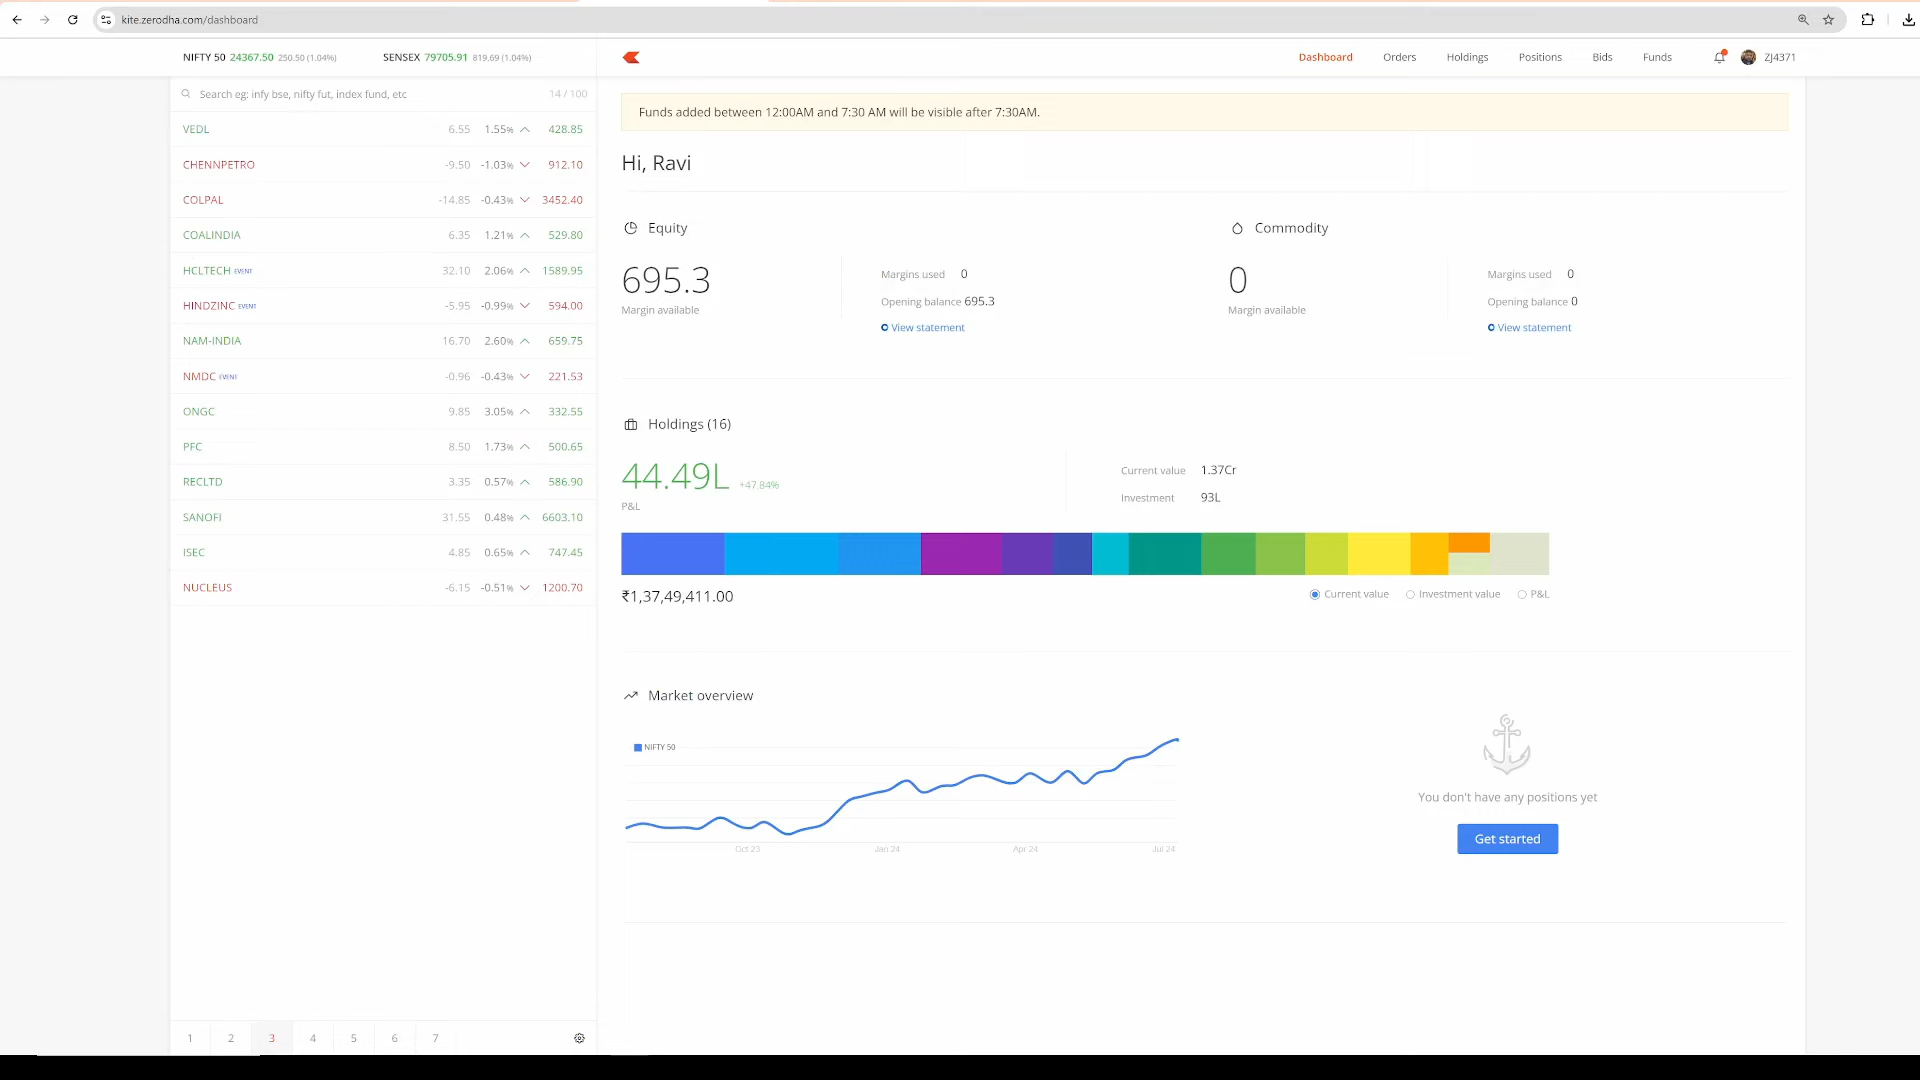 kite.zerodha.com/dashboard
NIFTY 50 24367.50 250.50 (1.04%) SENSEX 79705.91 819.69 (1.04%)
Dashboard Orders Holdings Positions Bids Funds ZJ4371
Search eg: infy bse, nifty fut, index fund, etc 14 / 100
VEDL 6.55 1.55% 428.85
CHENNPETRO -9.50 -1.03% 912.10
COLPAL -14.85 -0.43% 3452.40
COALINDIA 6.35 1.21% 529.80
HCLTECH EVENT 32.10 2.06% 1589.95
HINDZINC EVENT -5.95 -0.99% 594.00
NAM-INDIA 16.70 2.60% 659.75
NMDC EVENT -0.96 -0.43% 221.53
ONGC 9.85 3.05% 332.55
PFC 8.50 1.73% 500.65
RECLTD 3.35 0.57% 586.90
SANOFI 31.55 0.48% 6603.10
ISEC 4.85 0.65% 747.45
NUCLEUS -6.15 -0.51% 1200.70
1 2 3 4 5 6 7
Funds added between 12:00AM and 7:30 AM will be visible after 7:30AM.
Hi, Ravi
Equity
695.3
Margin available
Margins used 0
Opening balance 695.3
View statement
Commodity
0
Margin available
Margins used 0
Opening balance 0
View statement
Holdings (16)
44.49L +47.84%
P&L
Current value 1.37Cr
Investment 93L
₹1,37,49,411.00
Current value Investment value P&L
Market overview
NIFTY 50
Oct 23 Jan 24 Apr 24 Jul 24
You don't have any positions yet
Get started